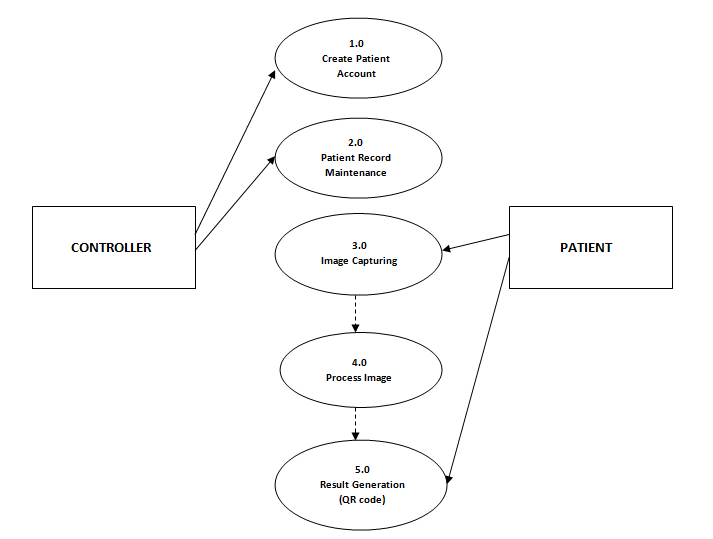 1.0
Create Patient
Account
2.0
Patient Record
Maintenance
CONTROLLER
3.0
Image Capturing
PATIENT
4.0
Process Image
5.0
Result Generation
(QR code)